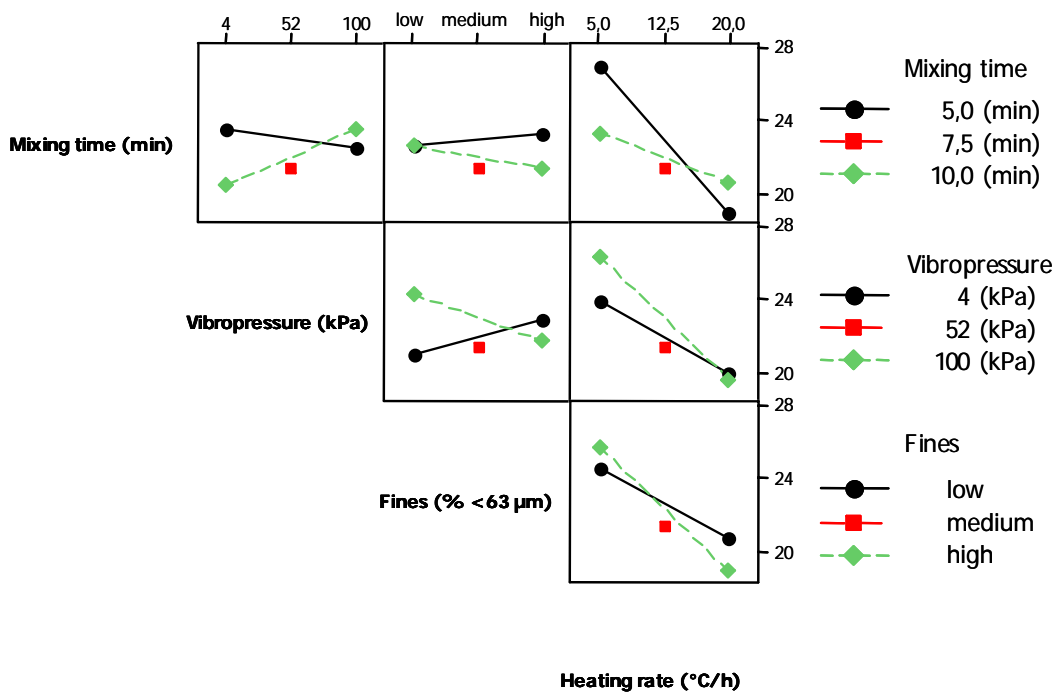 4 52 100 low medium high 5,0 12,5 20,0
28
Mixing time
5,0 (min)
24
Mixing time (min)
7,5 (min)
10,0 (min)
20
28
Vibropressure
4 (kPa)
24
Vibropressure (kPa)
52 (kPa)
100 (kPa)
20
28
Fines
24
low
Fines (% <63 µm)
medium
20
high
Heating rate (°C/h)